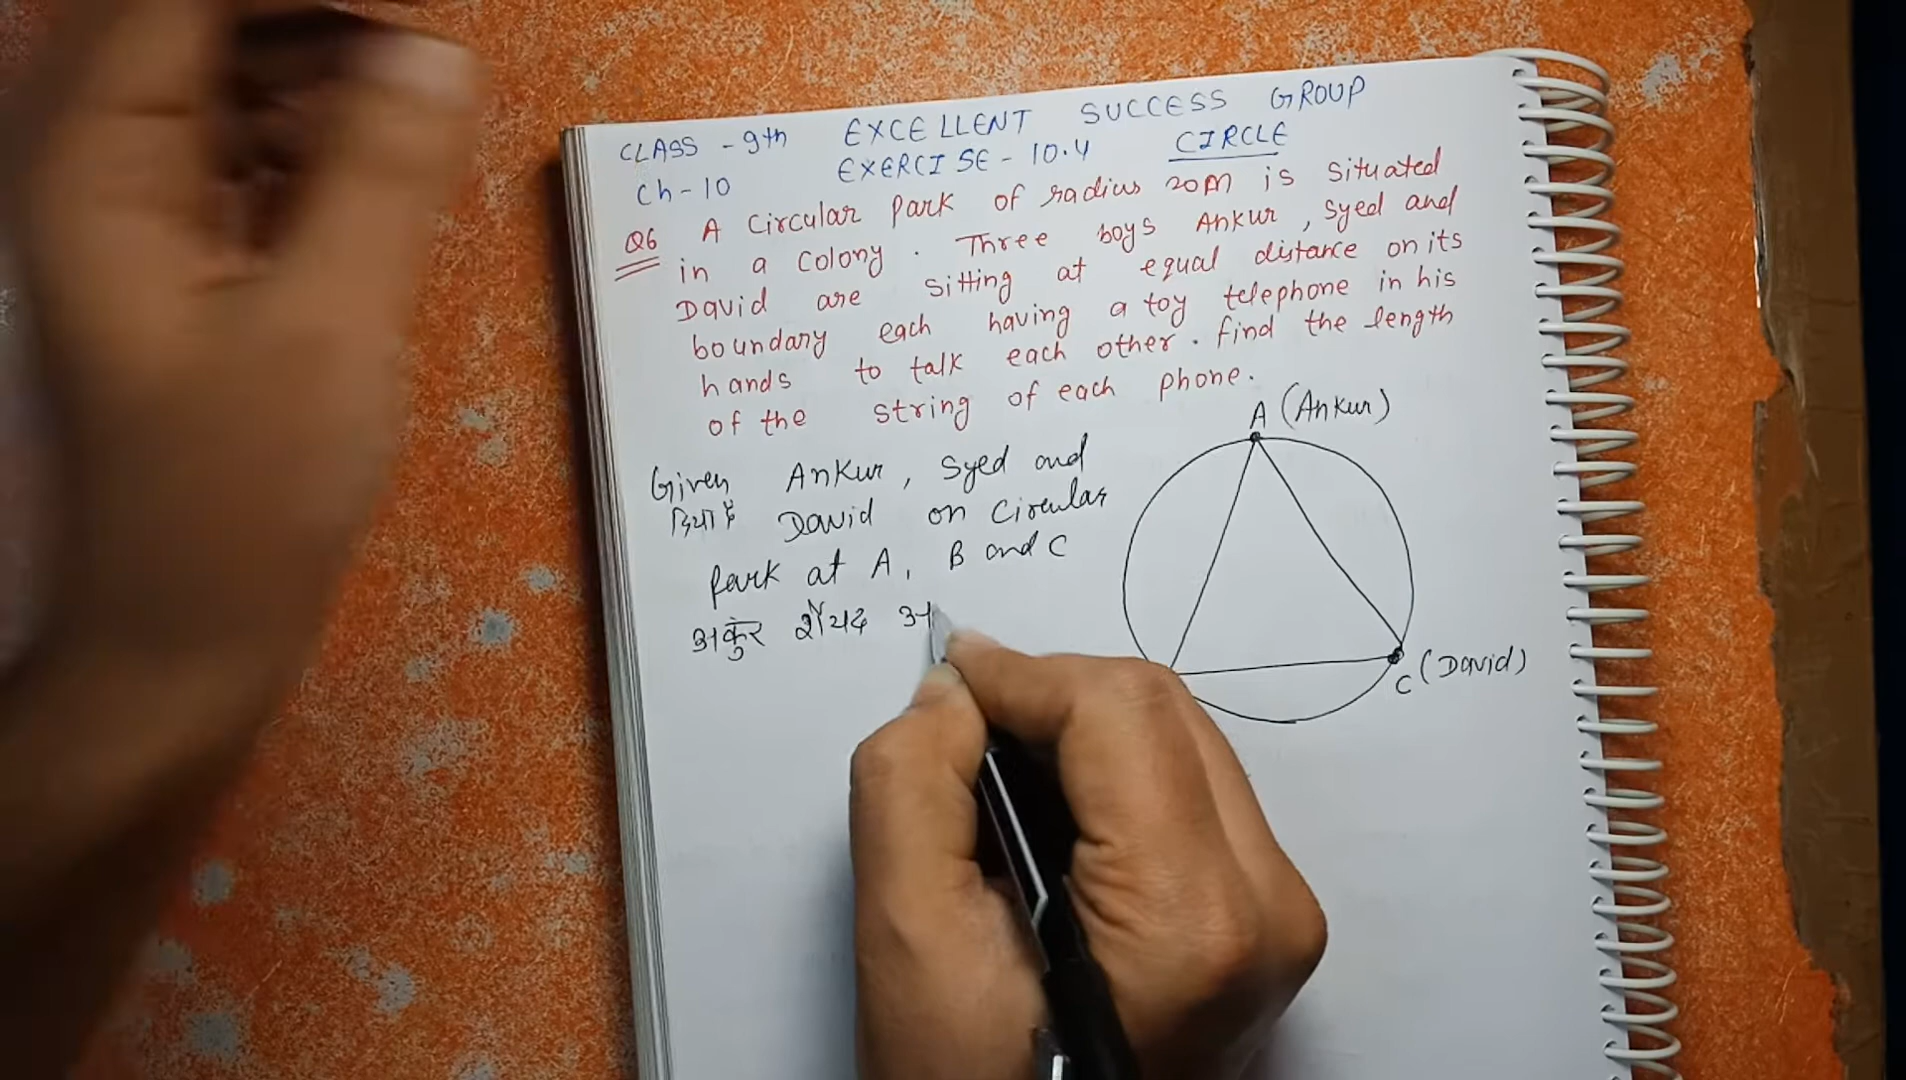 CLASS - 9th EXCELLENT SUCCESS GROUP
Ch - 10 EXERCISE - 10.4 CIRCLE
Q6 A Circular Park of radius 20m is situated
in a colony. Three boys Ankur, Syed and
David are sitting at equal distance on its
boundary each having a toy telephone in his
hands to talk each other. find the length
of the string of each phone.
A (Ankur)
Given Ankur, Syed and
दिया है David on Circular
Park at A, B and C
अंकुर सैयद
C (David)